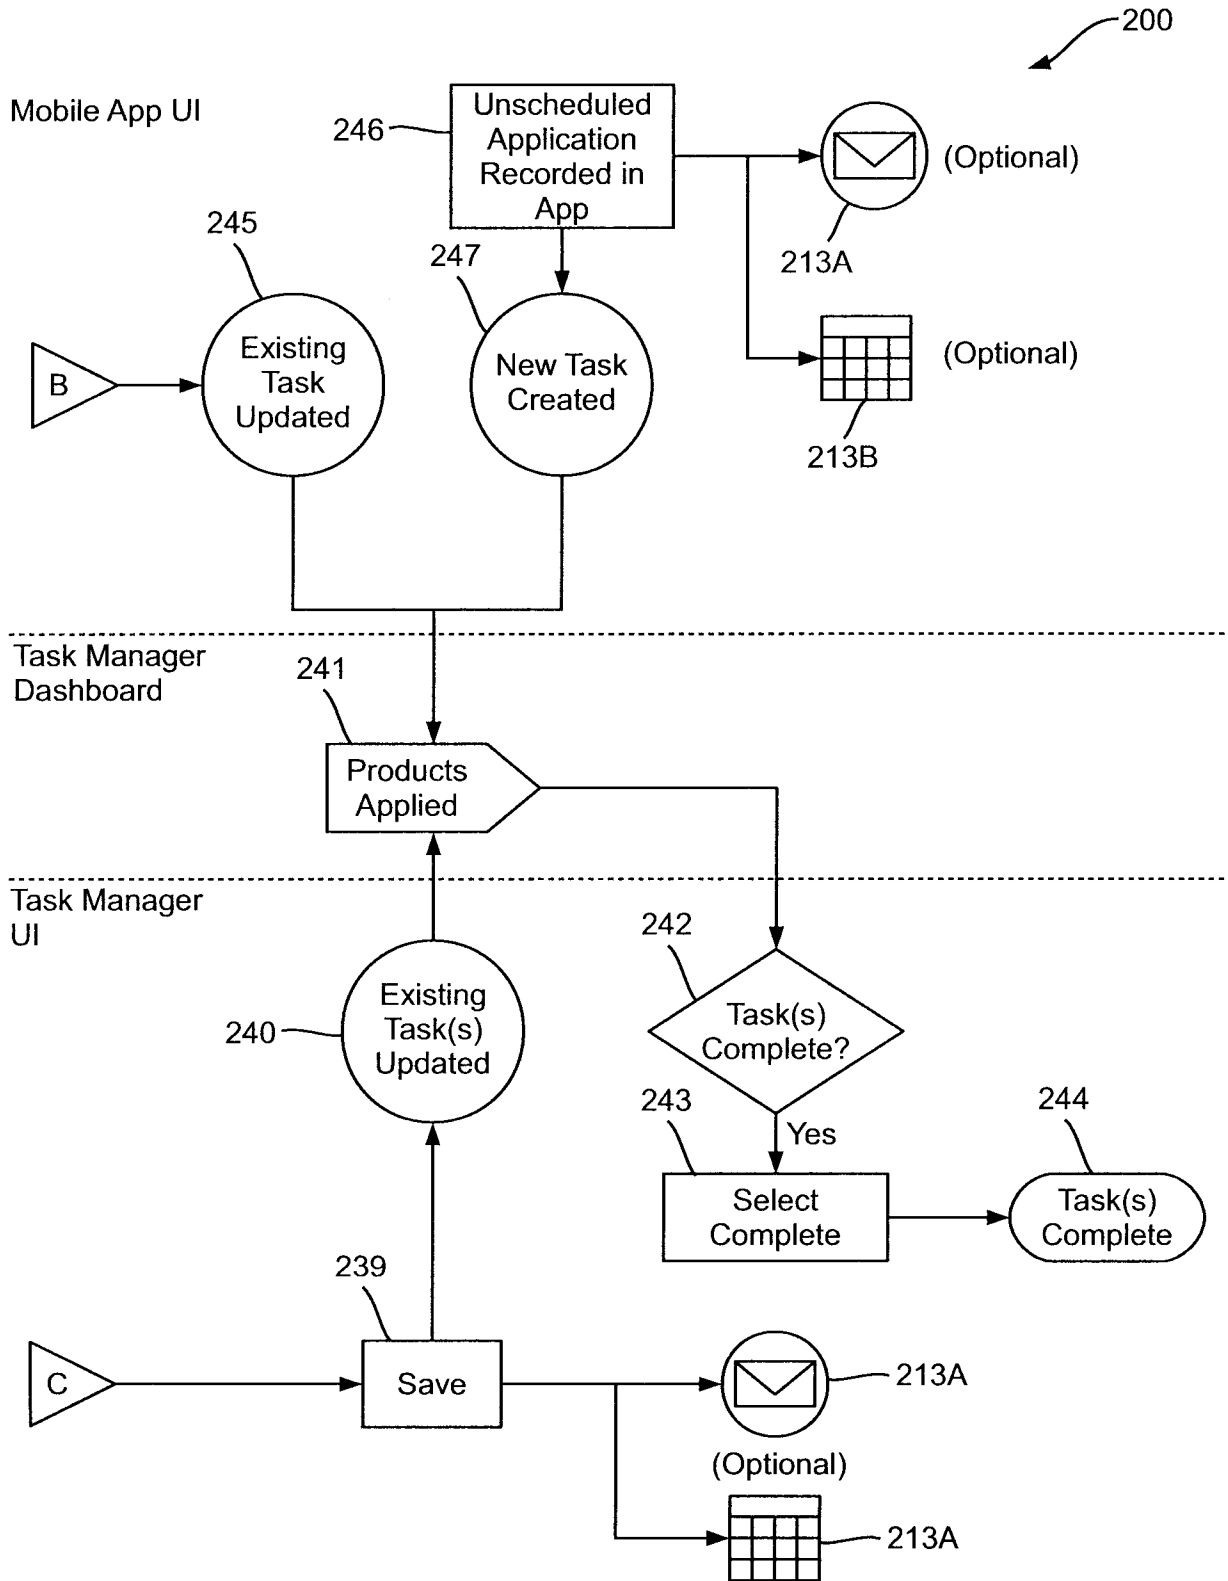 200
Mobile App UI
246
Unscheduled
Application
Recorded in
App
(Optional)
213A
245
247
B
Existing
Task
Updated
New Task
Created
(Optional)
213B
Task Manager
Dashboard
241
Products
Applied
Task Manager
UI
242
240
Existing
Task(s)
Updated
Task(s)
Complete?
243
Yes
244
Select
Complete
Task(s)
Complete
239
C
Save
213A
(Optional)
213A